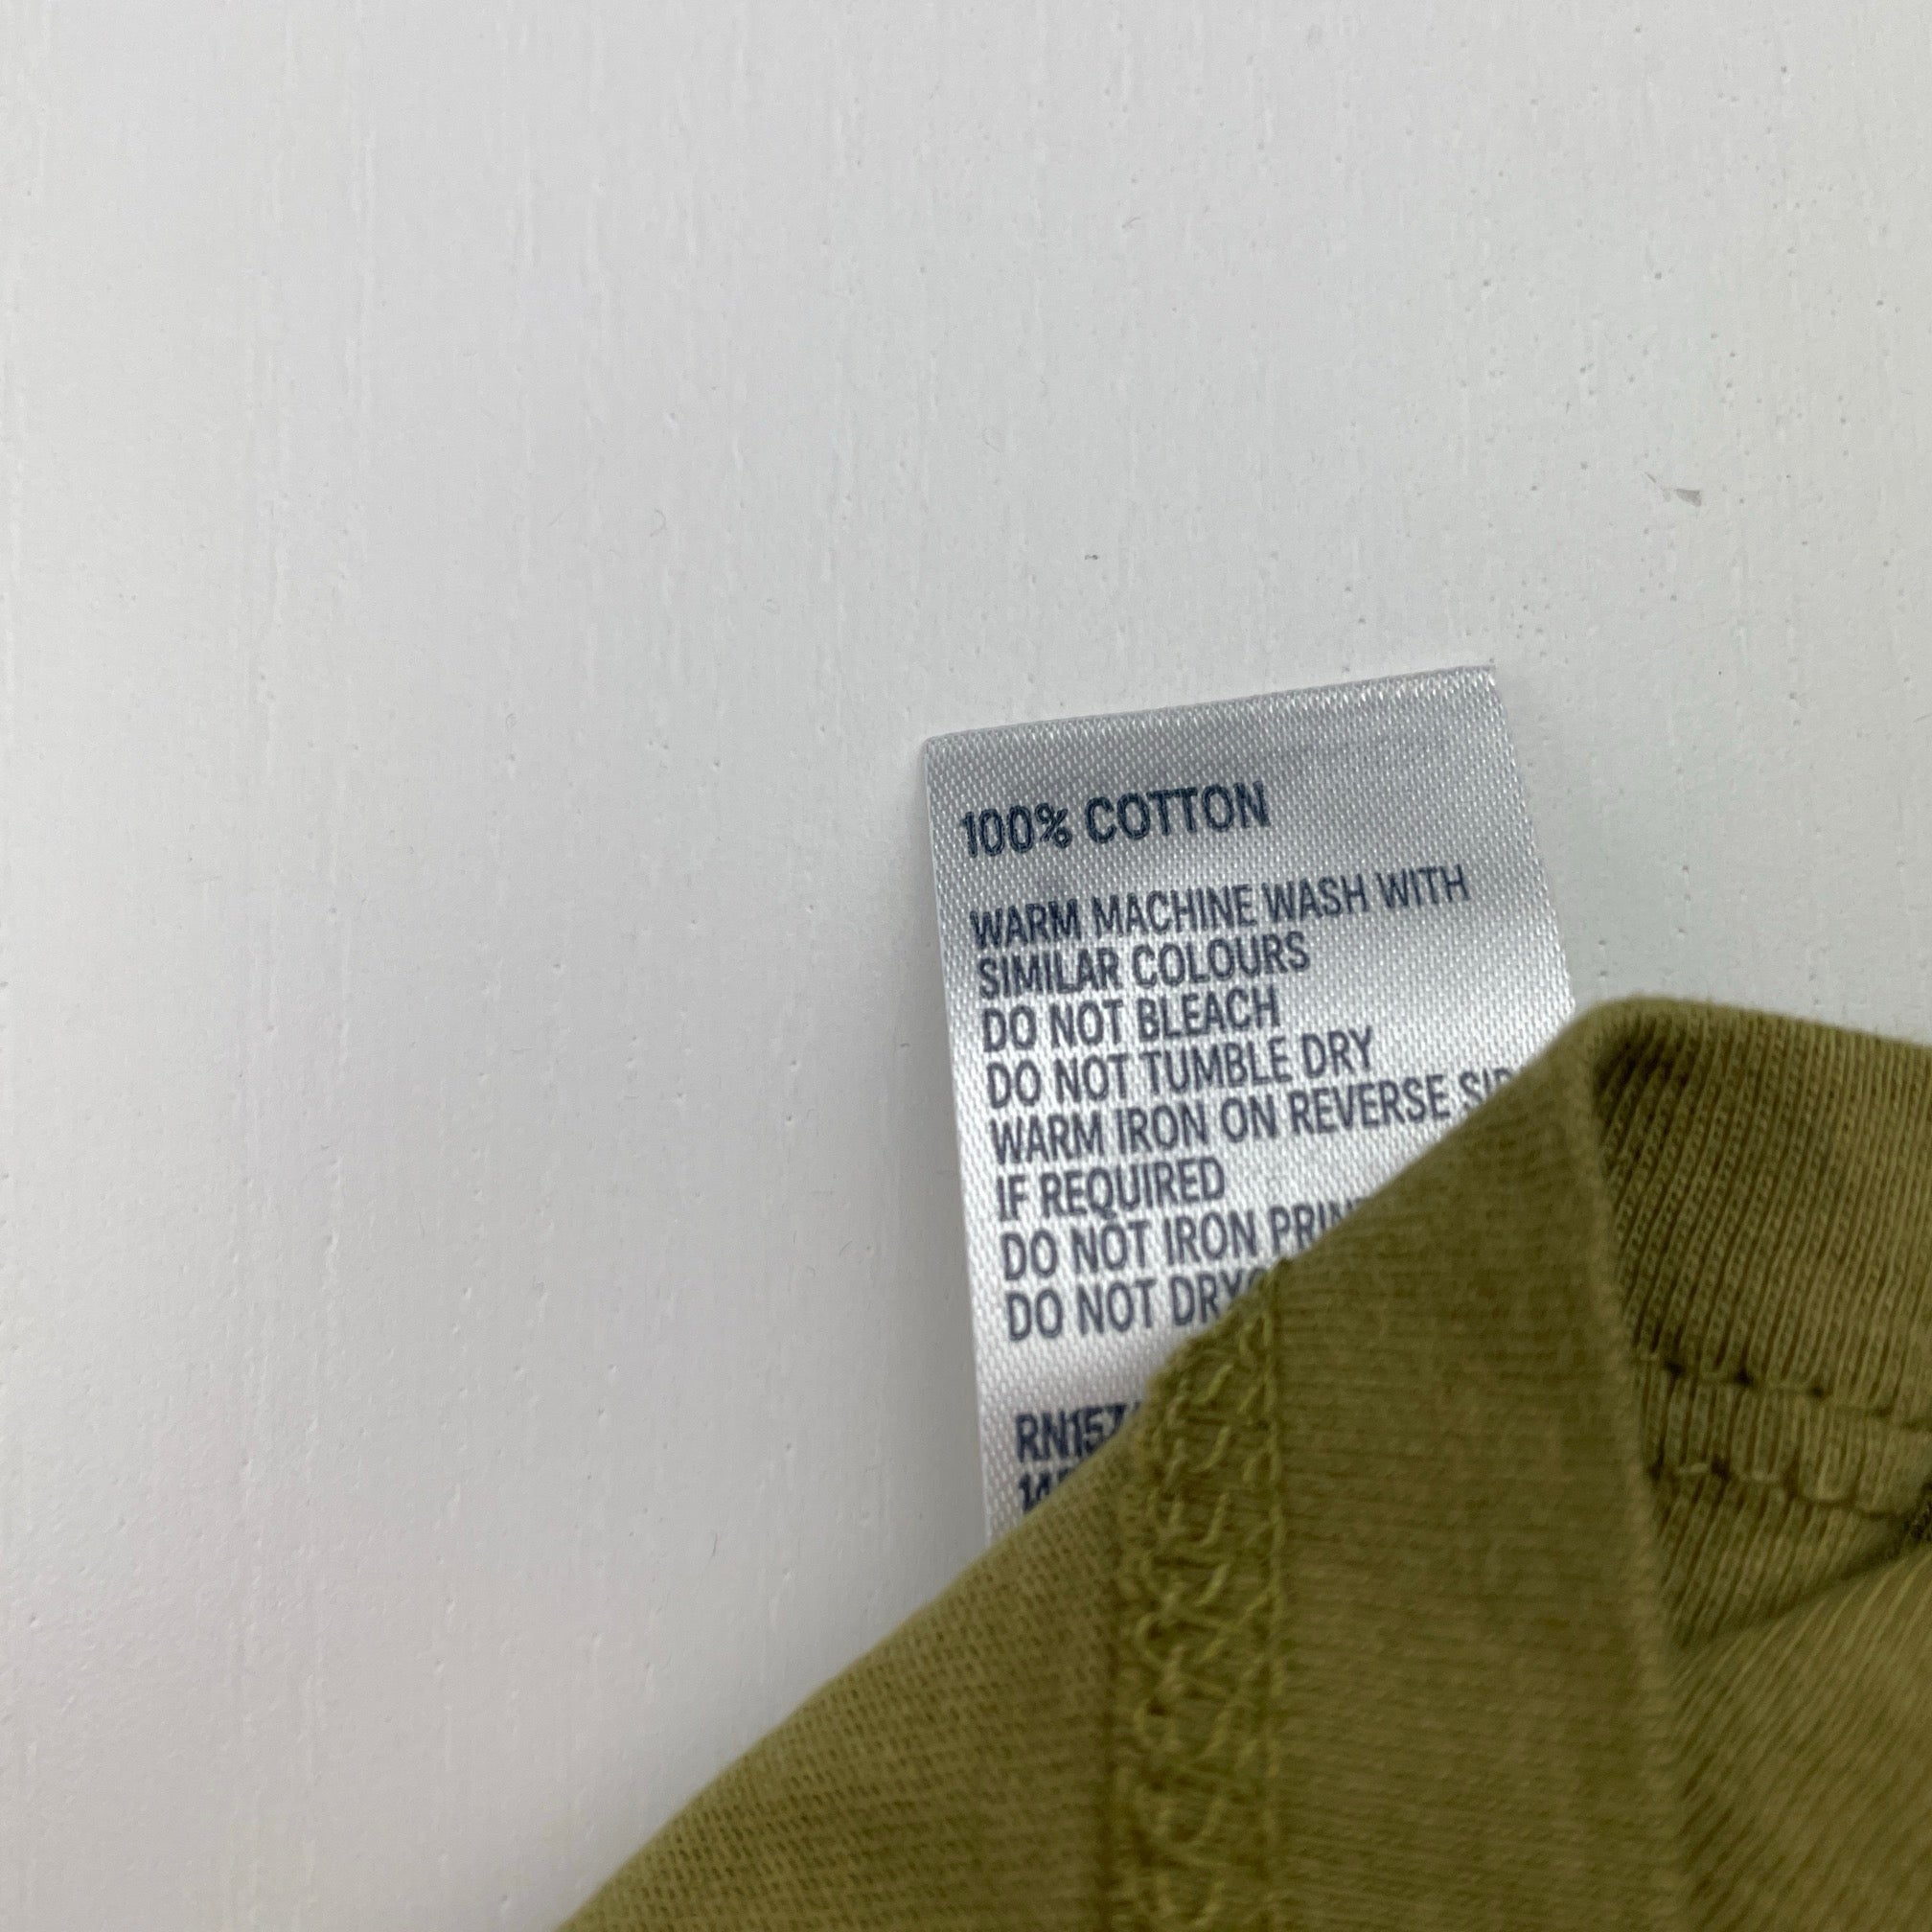 100% COTTON
WARM MACHINE WASH WITH
SIMILAR COLOURS
DO NOT BLEACH
DO NOT TUMBLE DRY
WARM IRON ON REVERSE
IF REQUIRED
DO NOT IRON
DO NOT